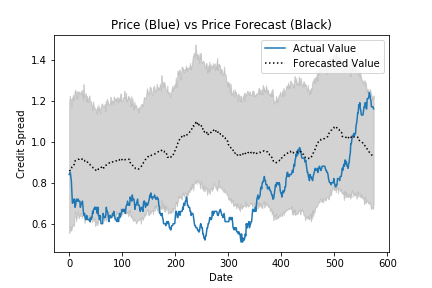 Price (Blue) vs Price Forecast (Black)
Actual Value
Forecasted Value
1.4
1.2
1.0
0.8
0.6
Credit Spread
0 100 200 300 400 500 600
Date